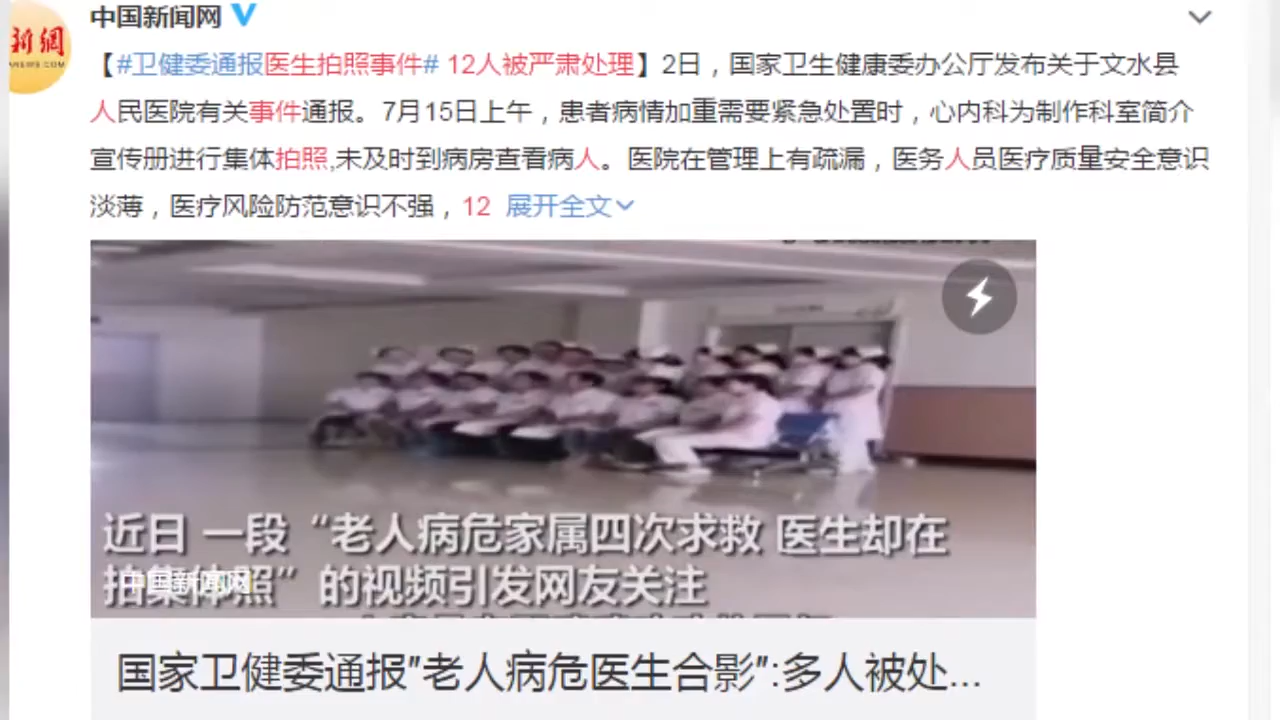 新網
中国新闻网
【#卫健委通报医生拍照事件# 12人被严肃处理】2日，国家卫生健康委办公厅发布关于文水县
人民医院有关事件通报。7月15日上午，患者病情加重需要紧急处置时，心内科为制作科室简介
宣传册进行集体拍照,未及时到病房查看病人。医院在管理上有疏漏，医务人员医疗质量安全意识
淡薄，医疗风险防范意识不强，12 展开全文
近日 一段“老人病危家属四次求救 医生却在
拍集体照”的视频引发网友关注
中国新闻网
国家卫健委通报"老人病危医生合影":多人被处...